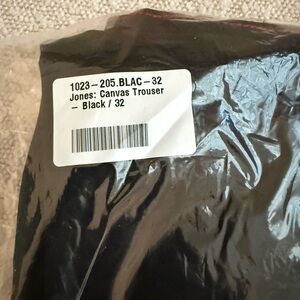 1023-205.BLAC-32
Jones: Canvas Trouser
- Black / 32